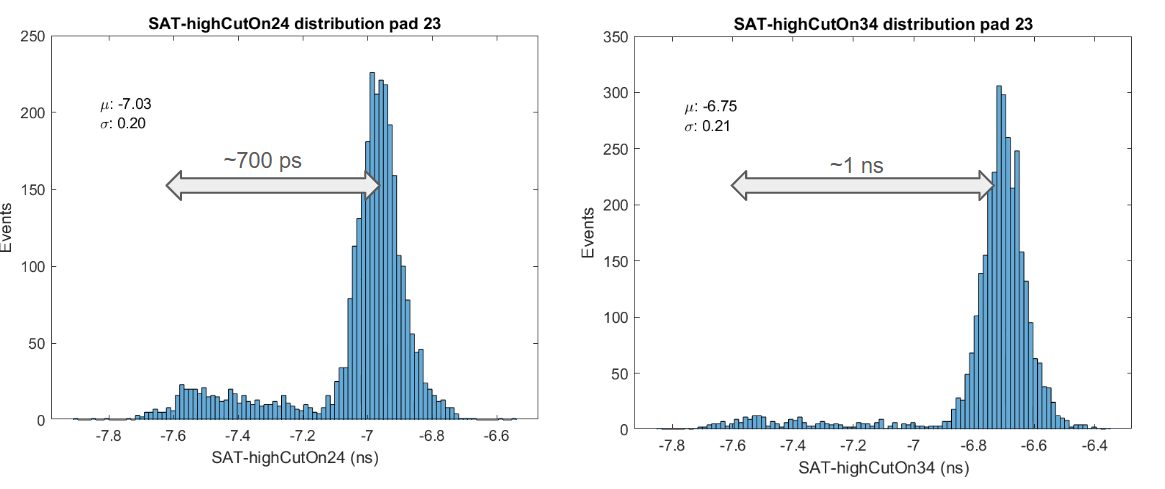 SAT-highCutOn24 distribution pad 23
250
200
150
100
50
0
Events
μ: -7.03
σ: 0.20
~700 ps
-7.8 -7.6 -7.4 -7.2 -7 -6.8 -6.6
SAT-highCutOn24 (ns)
SAT-highCutOn34 distribution pad 23
350
300
250
200
150
100
50
0
Events
μ: -6.75
σ: 0.21
~1 ns
-7.8 -7.6 -7.4 -7.2 -7 -6.8 -6.6 -6.4
SAT-highCutOn34 (ns)